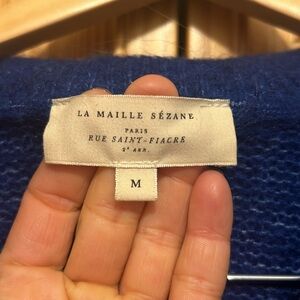 LA MAILLE SÉZANE
PARIS
RUE SAINT-FIACRE
2e ARR.
M